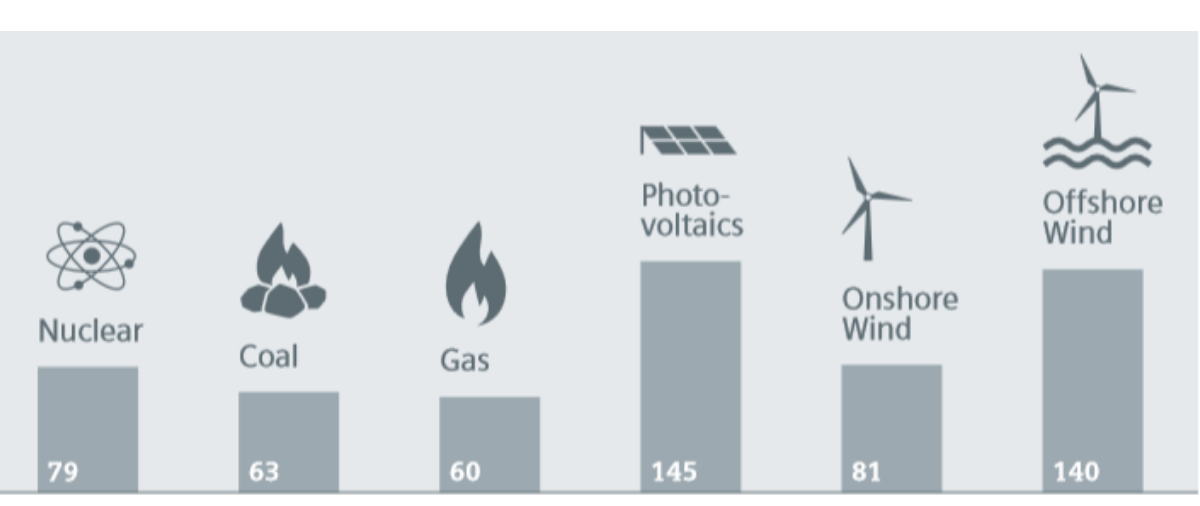 Nuclear
79
Coal
63
Gas
60
Photo-
voltaics
145
Onshore
Wind
81
Offshore
Wind
140